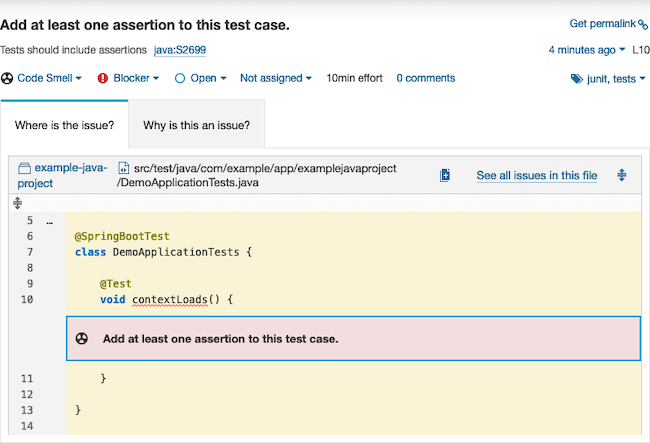 Add at least one assertion to this test case.
Get permalink
Tests should include assertions java:S2699
4 minutes ago L10
Code Smell Blocker Open Not assigned 10min effort 0 comments
junit, tests
Where is the issue? Why is this an issue?
example-java-project
src/test/java/com/example/app/examplejavaproject
/DemoApplicationTests.java
See all issues in this file
5 …
6 @SpringBootTest
7 class DemoApplicationTests {
8
9 @Test
10 void contextLoads() {
Add at least one assertion to this test case.
11 }
12
13 }
14